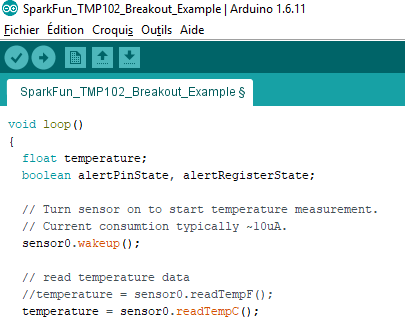 SparkFun_TMP102_Breakout_Example | Arduino 1.6.11
Fichier Édition Croquis Outils Aide
SparkFun_TMP102_Breakout_Example §
void loop()
{
  float temperature;
  boolean alertPinState, alertRegisterState;
  // Turn sensor on to start temperature measurement.
  // Current consumtion typically ~10uA.
  sensor0.wakeup();
  // read temperature data
  //temperature = sensor0.readTempF();
  temperature = sensor0.readTempC();